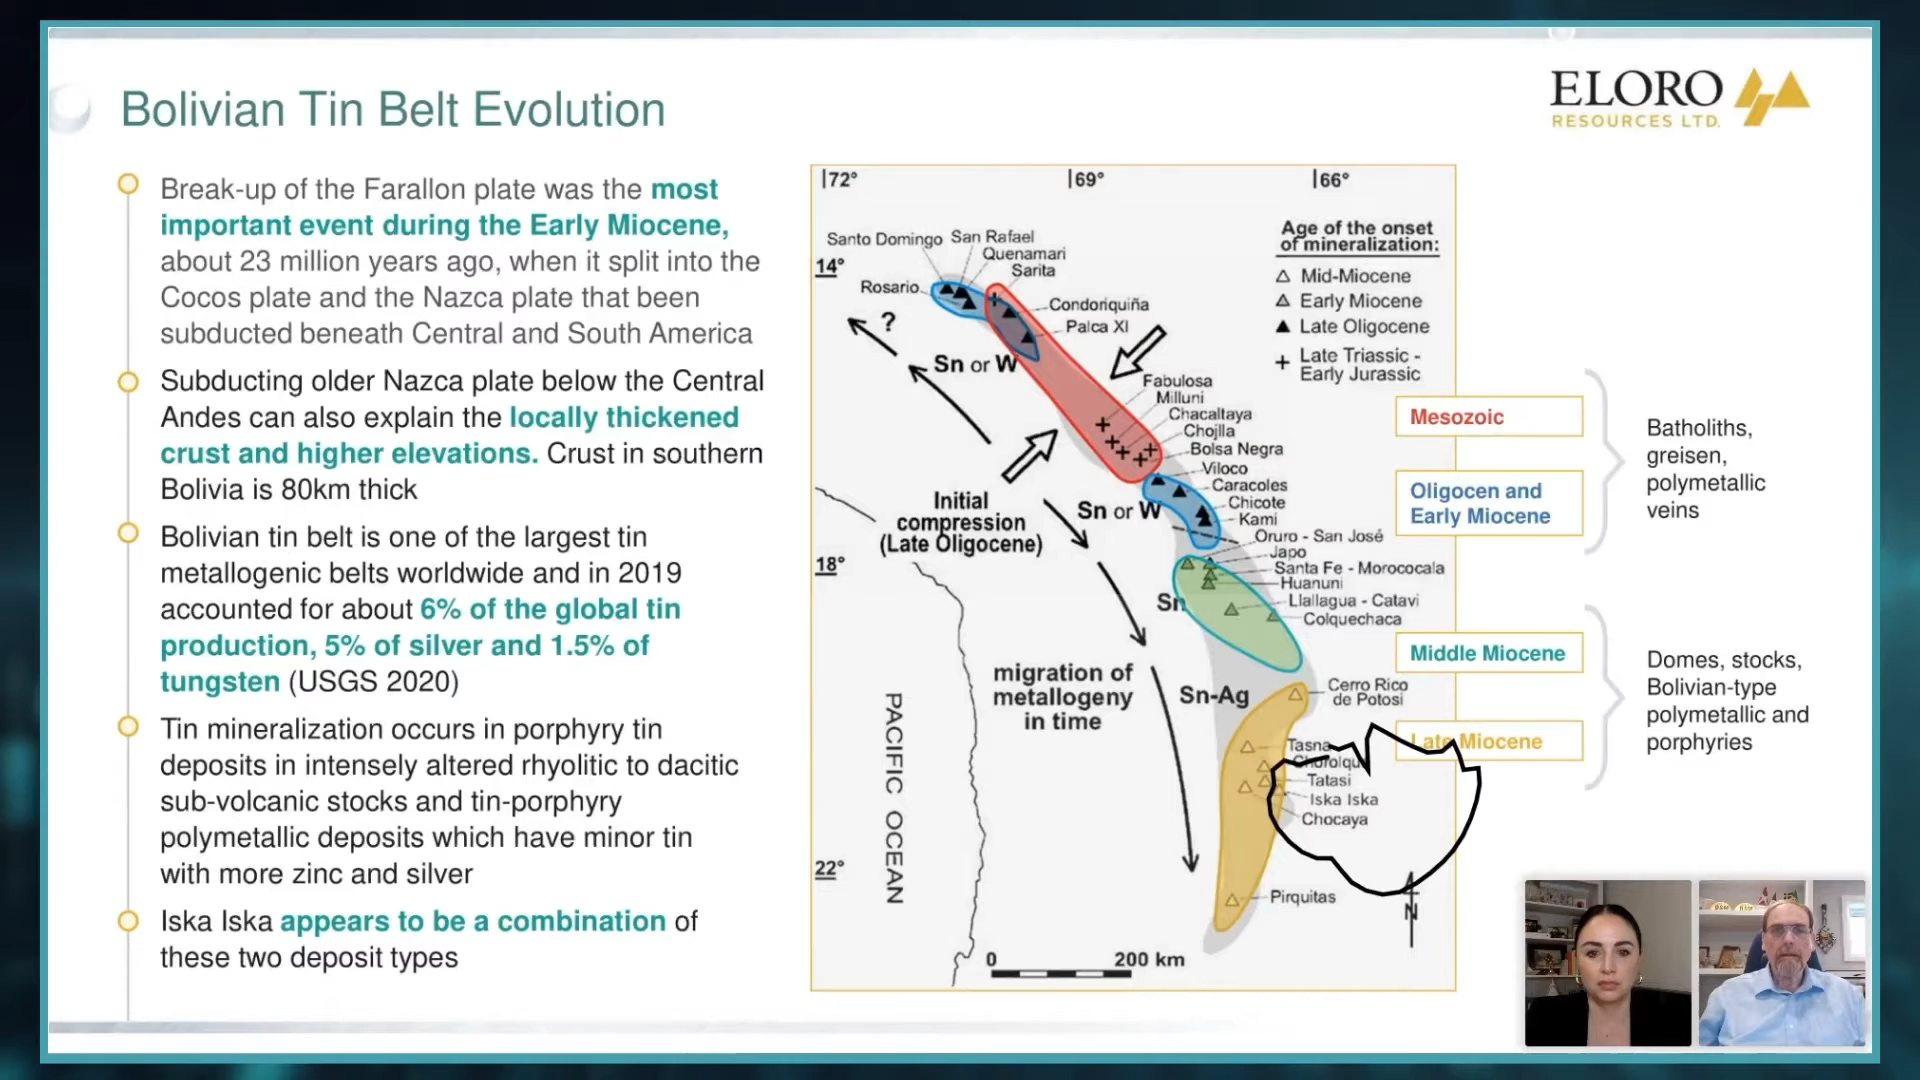 Bolivian Tin Belt Evolution
ELORO
RESOURCES LTD.
Break-up of the Farallon plate was the most
important event during the Early Miocene,
about 23 million years ago, when it split into the
Cocos plate and the Nazca plate that been
subducted beneath Central and South America
Subducting older Nazca plate below the Central
Andes can also explain the locally thickened
crust and higher elevations. Crust in southern
Bolivia is 80km thick
Bolivian tin belt is one of the largest tin
metallogenic belts worldwide and in 2019
accounted for about 6% of the global tin
production, 5% of silver and 1.5% of
tungsten (USGS 2020)
Tin mineralization occurs in porphyry tin
deposits in intensely altered rhyolitic to dacitic
sub-volcanic stocks and tin-porphyry
polymetallic deposits which have minor tin
with more zinc and silver
Iska Iska appears to be a combination of
these two deposit types
72°
69°
66°
14°
18°
22°
Age of the onset
of mineralization:
Mid-Miocene
Early Miocene
Late Oligocene
Late Triassic -
Early Jurassic
Santo Domingo
San Rafael
Quenamari
Sarita
Rosario
Condoriquiña
Palca XI
?
Sn or W
Fabulosa
Milluni
Chacaltaya
Chojlla
Bolsa Negra
Viloco
Caracoles
Chicote
Kami
Initial
compression
(Late Oligocene)
Sn or W
Oruro - San José
Japo
Santa Fe - Morococala
Huanuni
Llallagua - Catavi
Colquechaca
Sn
migration of
metallogeny
in time
Sn-Ag
Cerro Rico
de Potosi
Tasna
Chorolqu
Tatasi
Iska Iska
Chocaya
Pirquitas
PACIFIC OCEAN
0 200 km
N
Mesozoic
Oligocen and
Early Miocene
Middle Miocene
Late Miocene
Batholiths,
greisen,
polymetallic
veins
Domes, stocks,
Bolivian-type
polymetallic and
porphyries